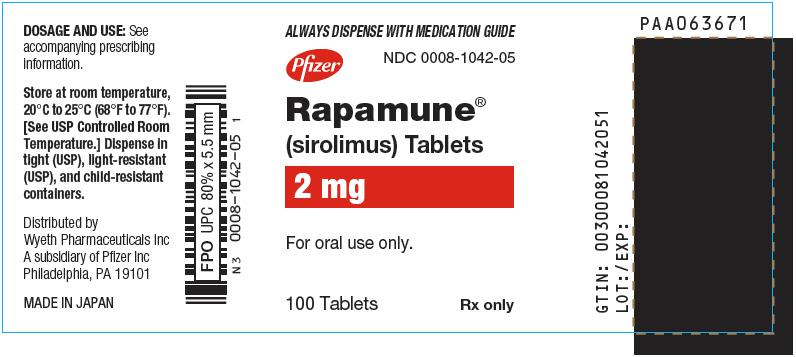 DOSAGE AND USE: See
accompanying prescribing
information.
Store at room temperature,
20°C to 25°C (68°F to 77°F).
[See USP Controlled Room
Temperature.] Dispense in
tight (USP), light-resistant
(USP), and child-resistant
containers.
Distributed by
Wyeth Pharmaceuticals Inc
A subsidiary of Pfizer Inc
Philadelphia, PA 19101
MADE IN JAPAN
FPO UPC 80% x 5.5 mm
N3 0008-1042-05 1
ALWAYS DISPENSE WITH MEDICATION GUIDE
Pfizer
NDC 0008-1042-05
Rapamune®
(sirolimus) Tablets
2 mg
For oral use only.
100 Tablets
Rx only
GTIN: 00300081042051
LOT:/EXP:
PAA063671